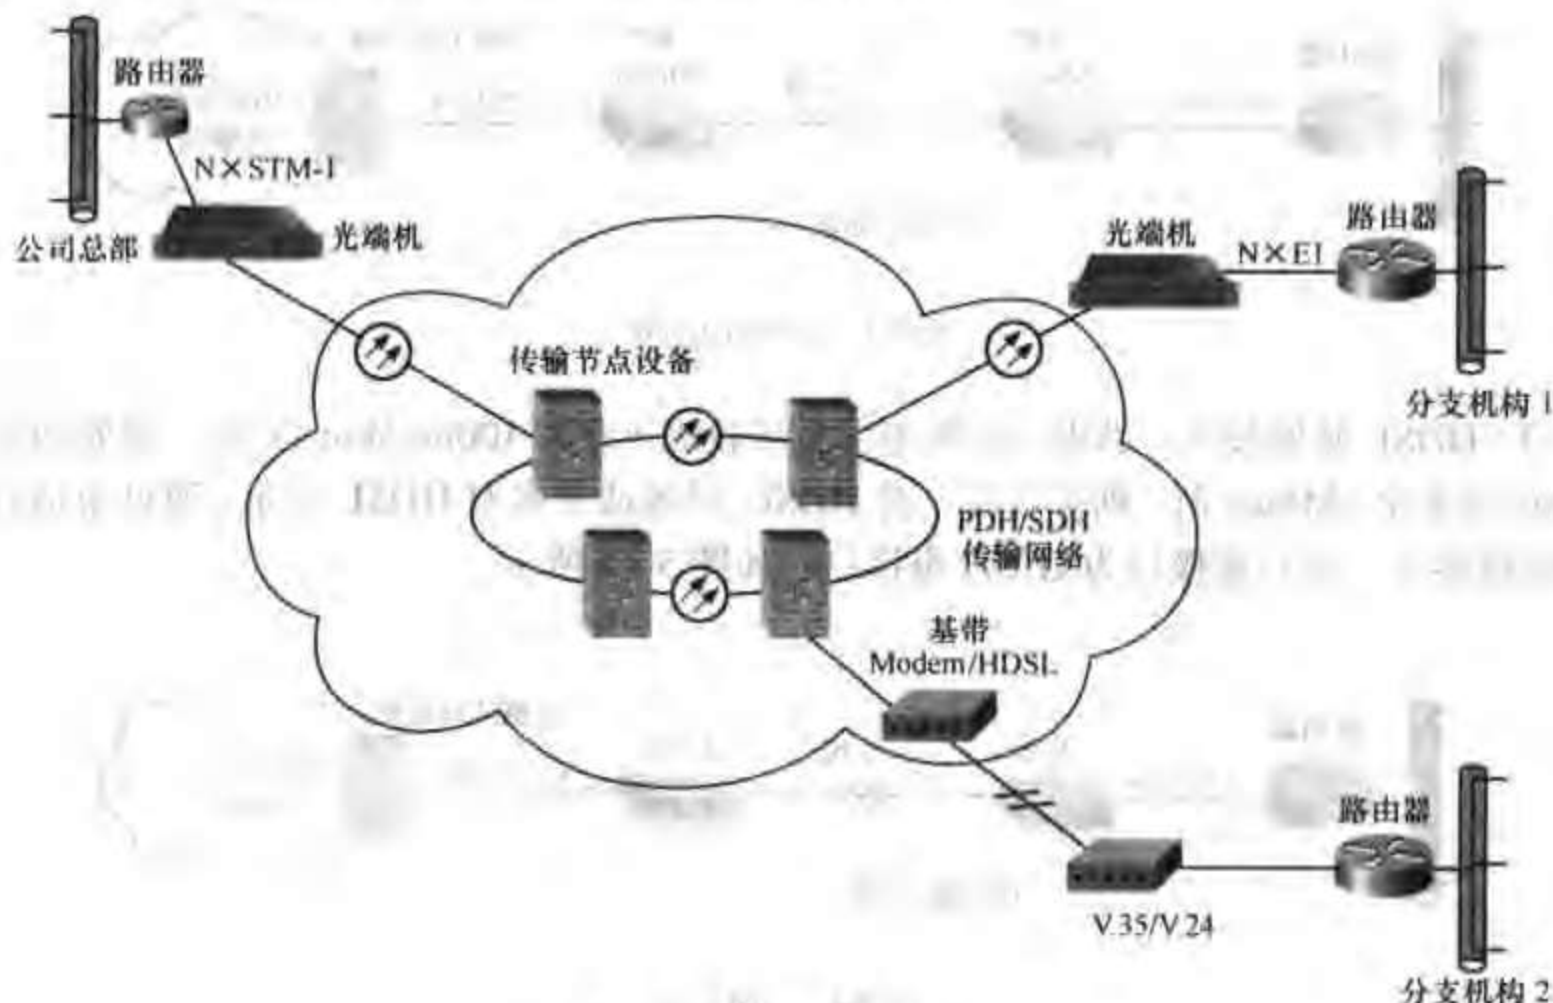 路由器
N×STM-1
公司总部
光端机
光端机
N×E1
路由器
分支机构 1
传输节点设备
PDH/SDH
传输网络
基带
Modem/HDSL
路由器
V.35/V.24
分支机构 2